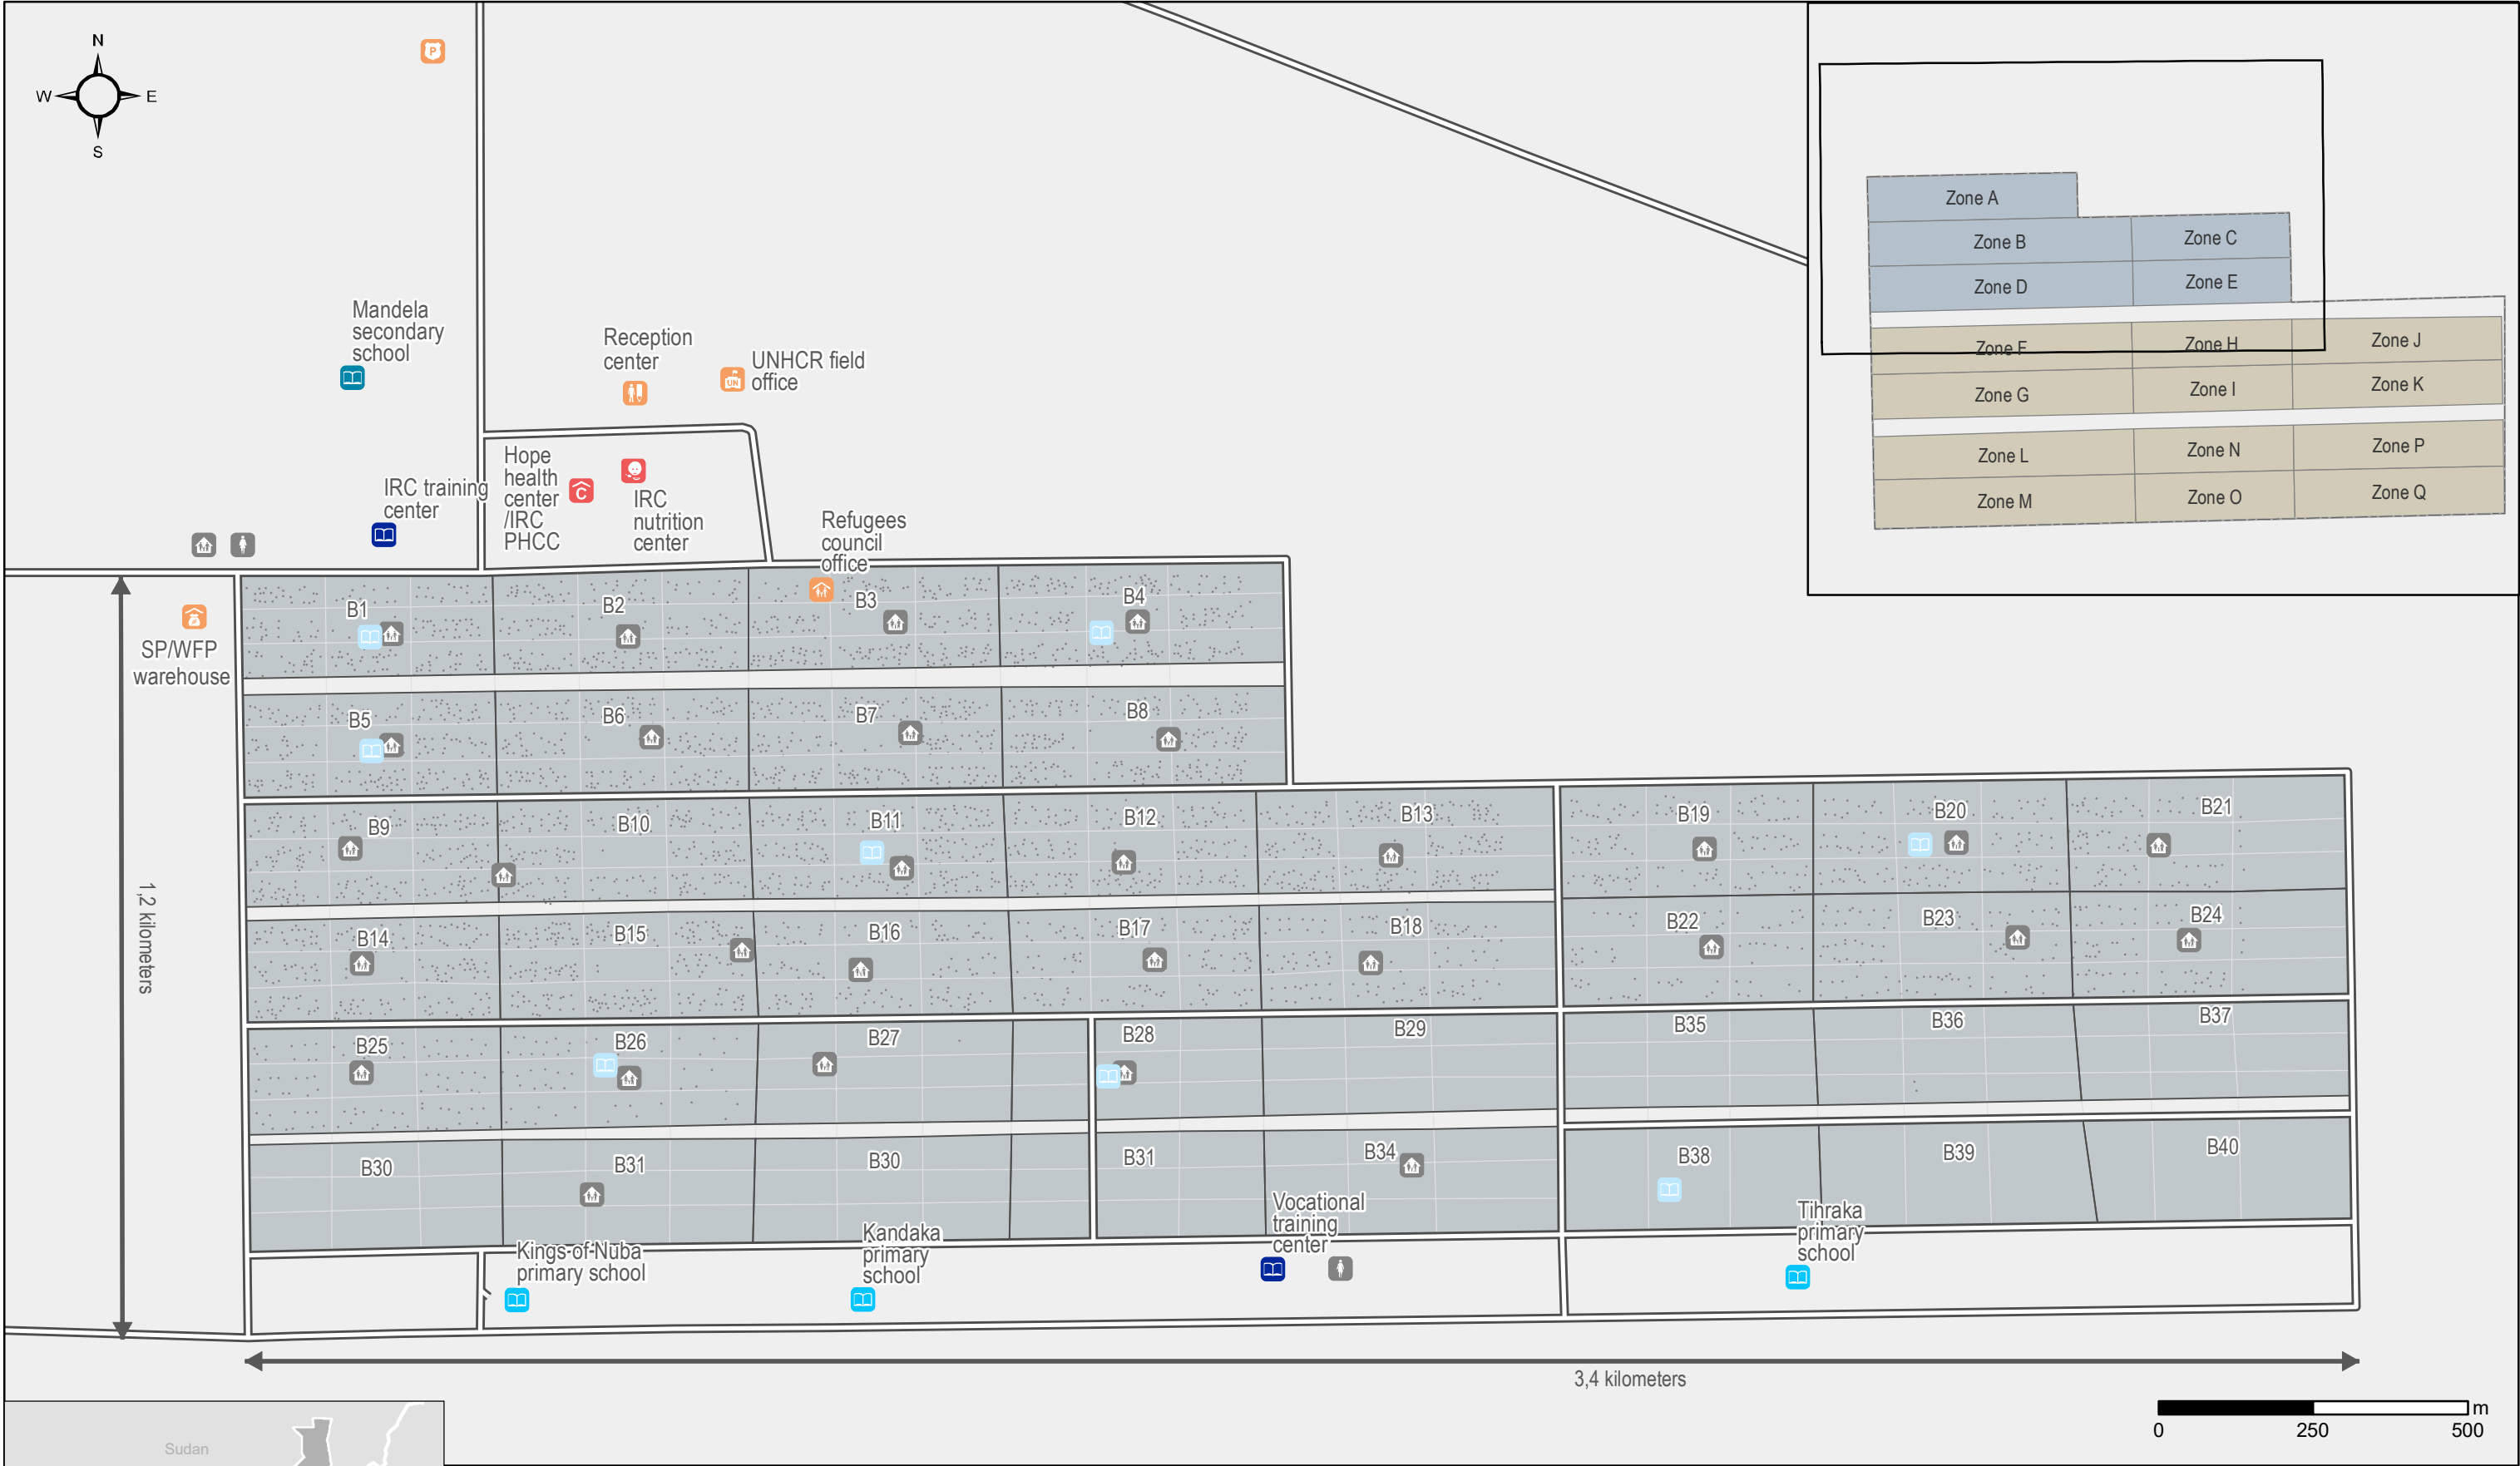 N
W
E
S
P
Mandela
secondary
school
Reception
center
UN
UNHCR field
office
IRC training
center
Hope
health
center
/IRC
PHCC
C
IRC
nutrition
center
Refugees
council
office
SP/WFP
warehouse
Zone A
Zone B
Zone C
Zone D
Zone E
Zone F
Zone H
Zone J
Zone G
Zone I
Zone K
Zone L
Zone N
Zone P
Zone M
Zone O
Zone Q
B1
B2
B3
B4
B5
B6
B7
B8
B9
B10
B11
B12
B13
B19
B20
B21
B14
B15
B16
B17
B18
B22
B23
B24
B25
B26
B27
B28
B29
B35
B36
B37
B30
B31
B30
B31
B34
B38
B39
B40
1,2 kilometers
Kings-of-Nuba
primary school
Kandaka
primary
school
Vocational
training
center
Tihraka
primary
school
3,4 kilometers
m
0
250
500
Sudan